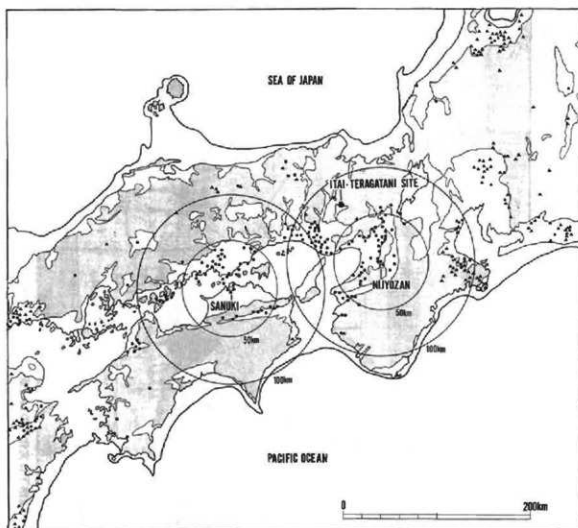 SEA OF JAPAN
ITAI-TERAGATANI SITE
SANUKI
NIJYOZAN
50km
50km
100km
100km
PACIFIC OCEAN
0 200km